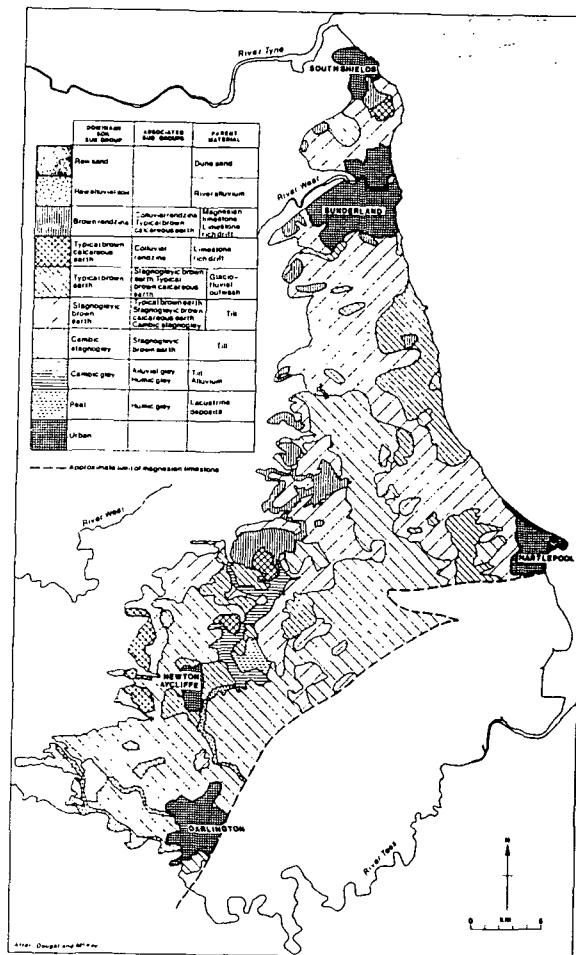 River Tyne
SOUTH SHIELDS
River Wear
SUNDERLAND
DOMINANT SOIL SUB GROUP
ASSOCIATED SUB GROUPS
PARENT MATERIAL
Raw sand
Dune sand
Raw alluvial soil
River alluvium
Brown rendzina
Colluvial rendzina
Typical brown
calcareous earth
Magnesian
limestone
Limestone
rich drift
Typical brown
calcareous
earth
Colluvial
rendzina
Limestone
rich drift
Typical brown
earth
Stagnogleyic brown
earth Typical
brown calcareous
earth
Glacio-
fluvial
outwash
Stagnogleyic
brown
earth
Typical brown earth
Stagnogleyic brown
calcareous earth
Cambic stagnogley
Till
Cambic
stagnogley
Stagnogleyic
brown earth
Till
Cambic gley
Alluvial gley
Humic gley
Till
Alluvium
Peat
Humic gley
Lacustrine
deposits
Urban
Approximate limit of magnesian limestone
River Wear
HARTLEPOOL
NEWTON
AYCLIFFE
DARLINGTON
River Tees
N
0 km 5
After Dougal and